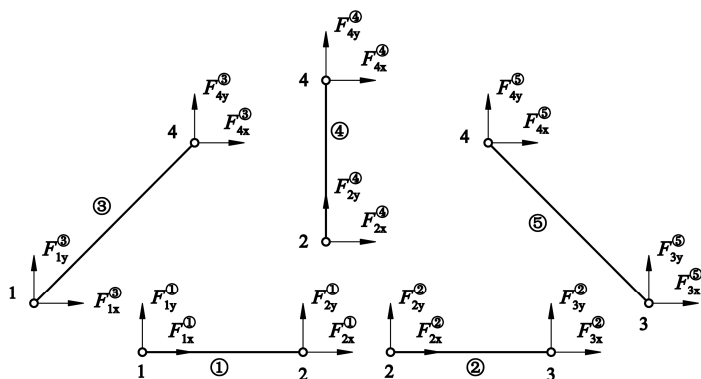 F4y④
F4x④
4
④
F2y④
F2x④
2
F4y③
F4x③
4
③
F1y③
1
F1x③
F4y⑤
F4x⑤
4
⑤
F3y⑤
F3x⑤
3
F1y①
F1x①
1
①
F2y①
F2x①
2
F2y②
F2x②
2
②
F3y②
F3x②
3